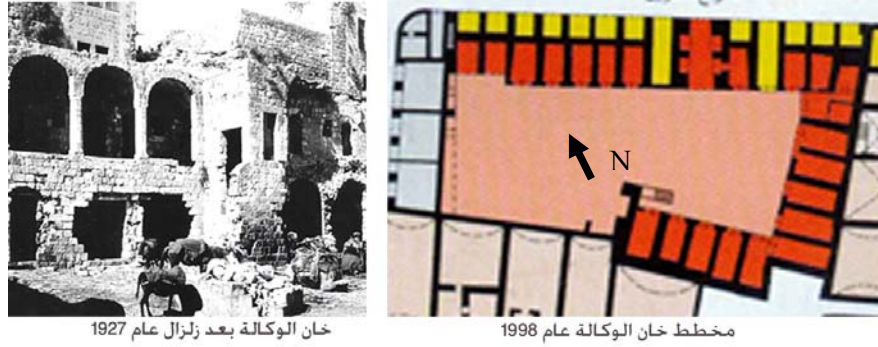 N
خان الوكالة بعد زلزال عام 1927
مخطط خان الوكالة عام 1998